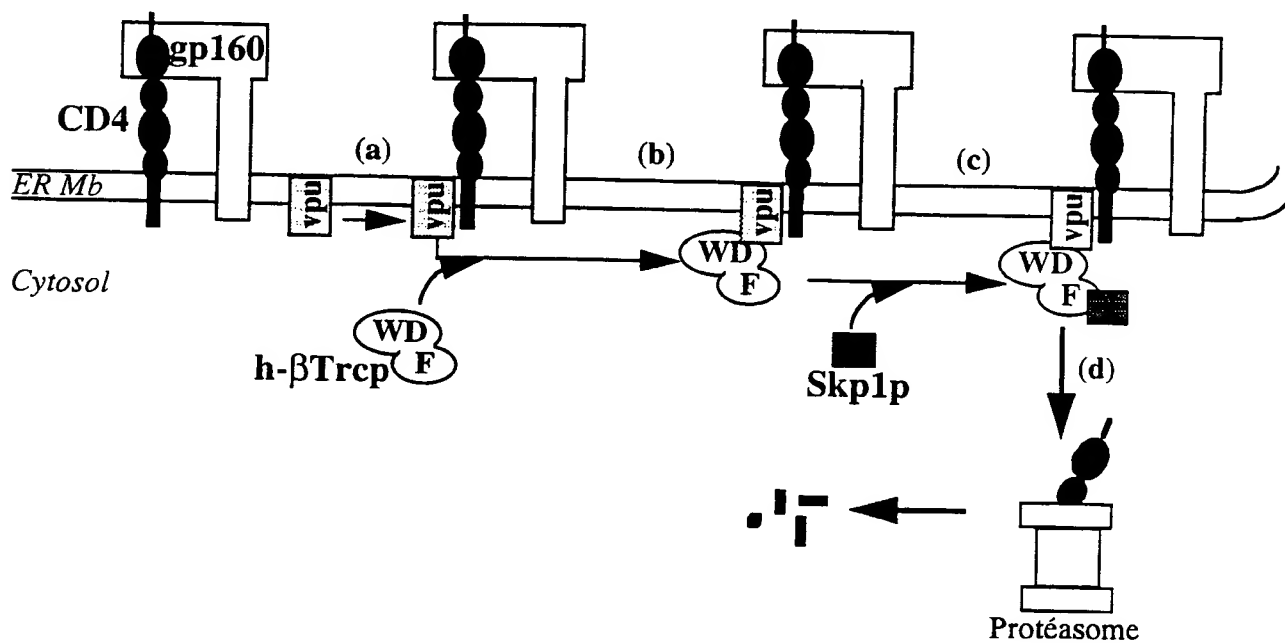 gp160
CD4
(a)
(b)
(c)
ER Mb
vpu
vpu
vpu
vpu
Cytosol
WD
F
WD
F
WD
F
h-βTrcp
Skp1p
(d)
Protéasome